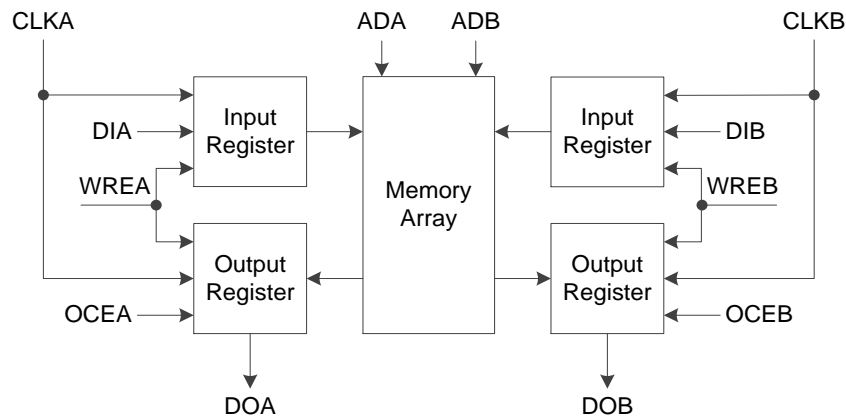 CLKA
ADA
ADB
CLKB
Input
Register
Input
Register
DIA
DIB
WREA
Memory
Array
WREB
Output
Register
Output
Register
OCEA
OCEB
DOA
DOB